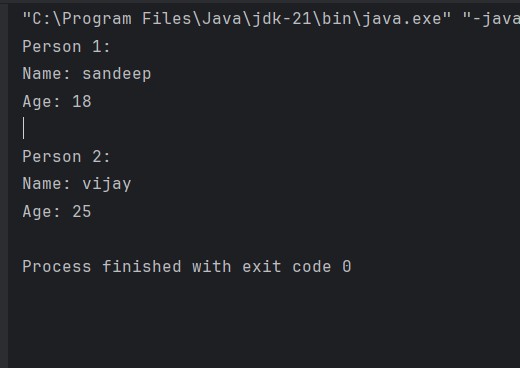 "C:\Program Files\Java\jdk-21\bin\java.exe" "-java
Person 1:
Name: sandeep
Age: 18
Person 2:
Name: vijay
Age: 25
Process finished with exit code 0